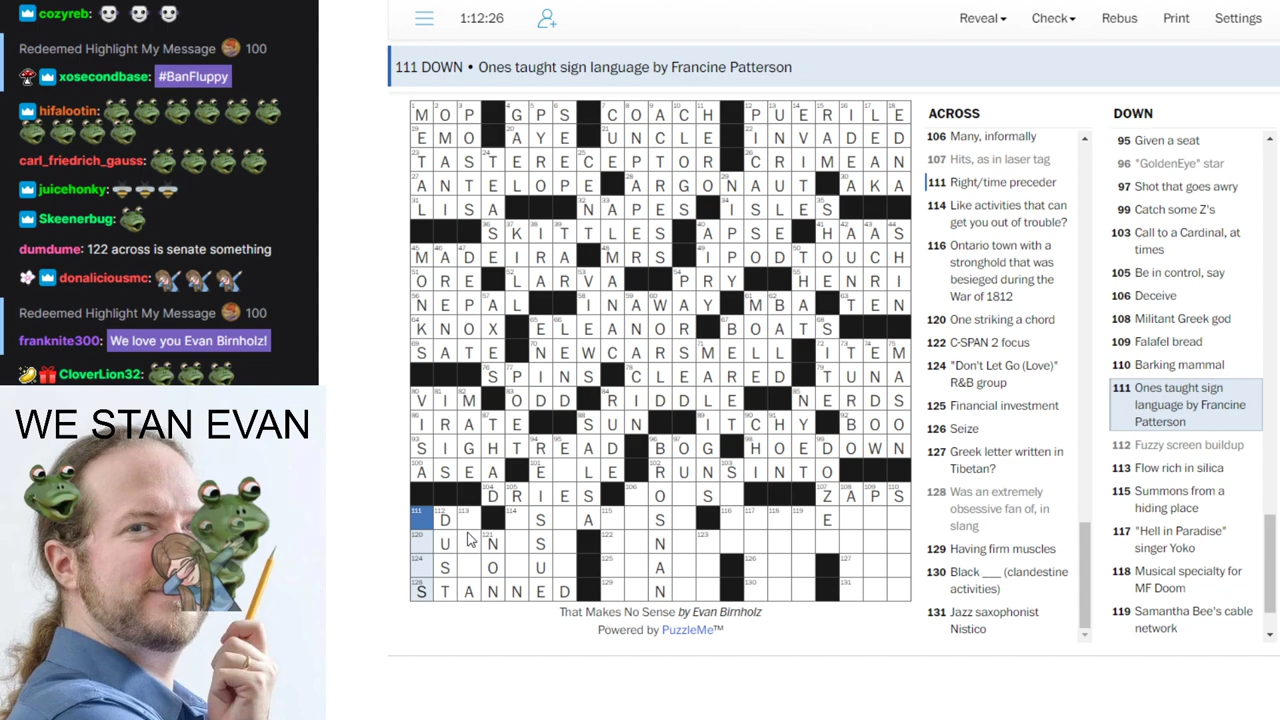 cozyreb:
Redeemed Highlight My Message 100
xosecondbase: #BanFluppy
hifalootin:
carl_friedrich_gauss:
juicehonky:
Skeenerbug:
dumdume: 122 across is senate something
donaliciousmc:
Redeemed Highlight My Message 100
franknite300: We love you Evan Birnholz!
CloverLion32:
WE STAN EVAN
1:12:26
Reveal
Check
Rebus
Print
Settings
111 DOWN • Ones taught sign language by Francine Patterson
M O P G P S C O A C H P U E R I L E
E M O A Y E U N C L E I N V A D E D
T A S T E R E C E P T O R C R I M E A N
A N T E L O P E A R G O N A U T A K A
L I S A N A P E S I S L E S
S K I T T L E S A P S E H A A S
M A D E I R A M R S I P O D T O U C H
O R E L A R V A P R Y H E N R I
N E P A L I N A W A Y M B A T E N
K N O X E L E A N O R B O A T S
S A T E N E W C A R S M E L L I T E M
S P I N S C L E A R E D T U N A
V I M O D D R I D D L E N E R D S
I R A T E S U N I T C H Y B O O
S I G H T R E A D B O G H O E D O W N
A S E A E L E R U N S I N T O
D R I E S O S Z A P S
D S A S E
U N S N
S O U A
S T A N N E D N
That Makes No Sense by Evan Birnholz
Powered by PuzzleMe™
ACROSS
106 Many, informally
107 Hits, as in laser tag
111 Right/time preceder
114 Like activities that can
get you out of trouble?
116 Ontario town with a
stronghold that was
besieged during the
War of 1812
120 One striking a chord
122 C-SPAN 2 focus
124 "Don't Let Go (Love)"
R&B group
125 Financial investment
126 Seize
127 Greek letter written in
Tibetan?
128 Was an extremely
obsessive fan of, in
slang
129 Having firm muscles
130 Black ___ (clandestine
activities)
131 Jazz saxophonist
Nistico
DOWN
95 Given a seat
96 "GoldenEye" star
97 Shot that goes awry
99 Catch some Z's
103 Call to a Cardinal, at
times
105 Be in control, say
106 Deceive
108 Militant Greek god
109 Falafel bread
110 Barking mammal
111 Ones taught sign
language by Francine
Patterson
112 Fuzzy screen buildup
113 Flow rich in silica
115 Summons from a
hiding place
117 "Hell in Paradise"
singer Yoko
118 Musical specialty for
MF Doom
119 Samantha Bee's cable
network